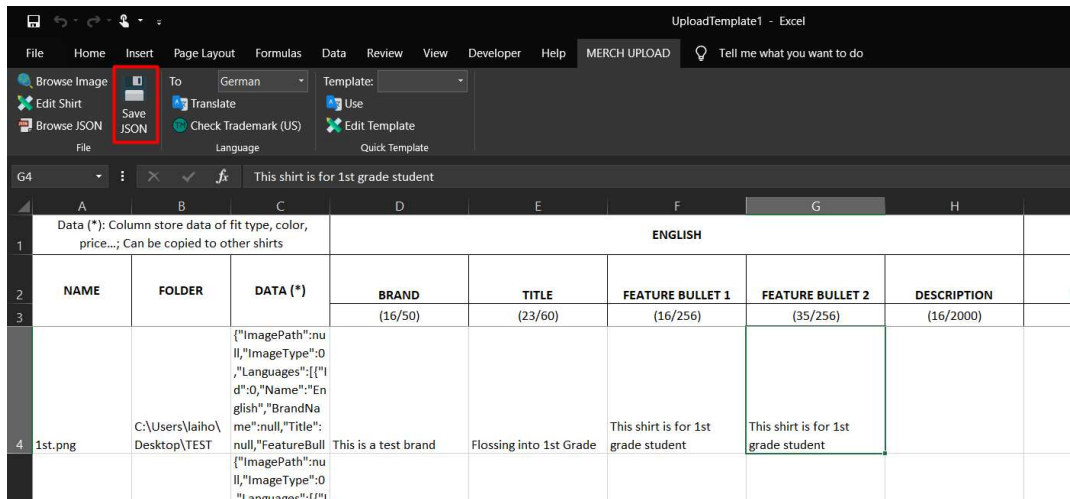 UploadTemplate1 - Excel
File Home Insert Page Layout Formulas Data Review View Developer Help MERCH UPLOAD Tell me what you want to do
Browse Image
Edit Shirt
Browse JSON
File
Save
JSON
To German
Translate
Check Trademark (US)
Language
Template:
Use
Edit Template
Quick Template
G4 fx This shirt is for 1st grade student
A B C D E F G H
1 Data (*): Column store data of fit type, color,
price...; Can be copied to other shirts
ENGLISH
2 NAME FOLDER DATA (*) BRAND TITLE FEATURE BULLET 1 FEATURE BULLET 2 DESCRIPTION
3 (16/50) (23/60) (16/256) (35/256) (16/2000)
4 1st.png
C:\Users\laiho\
Desktop\TEST
{"ImagePath":nu
ll,"ImageType":0
,"Languages":[{"I
d":0,"Name":"En
glish","BrandNa
me":null,"Title":
null,"FeatureBull
This is a test brand
Flossing into 1st Grade
This shirt is for 1st
grade student
This shirt is for 1st
grade student
{"ImagePath":nu
ll,"ImageType":0
,"Languages":[{"I